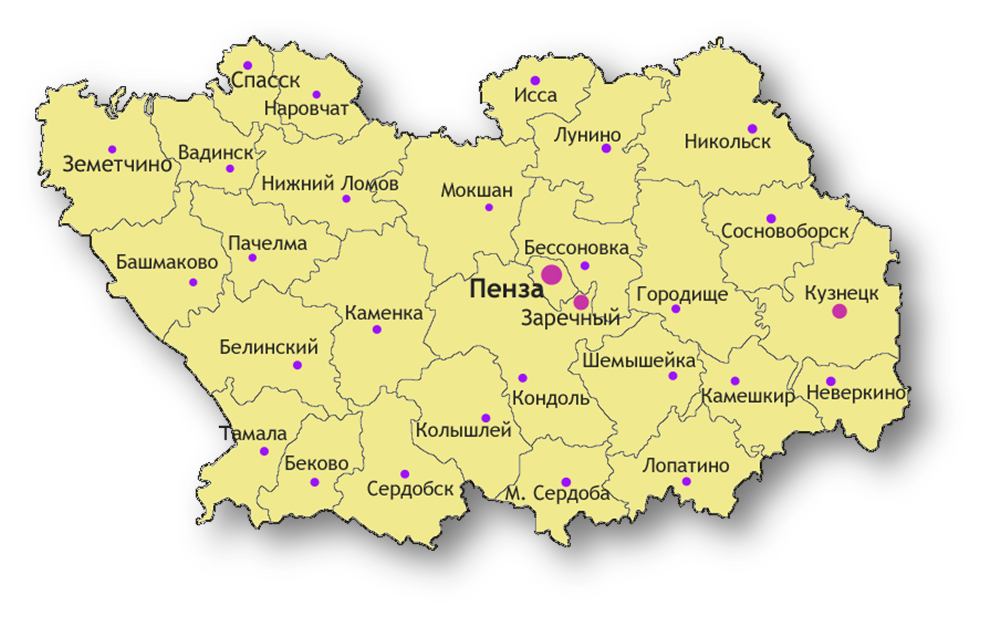 Спасск
Наровчат
Исса
Лунино
Никольск
Земетчино
Вадинск
Нижний Ломов
Мокшан
Сосновоборск
Пачелма
Бессоновка
Башмаково
Пенза
Городище
Кузнецк
Каменка
Заречный
Белинский
Шемышейка
Кондоль
Камешкир
Неверкино
Тамала
Колышлей
Беково
Сердобск
М. Сердоба
Лопатино